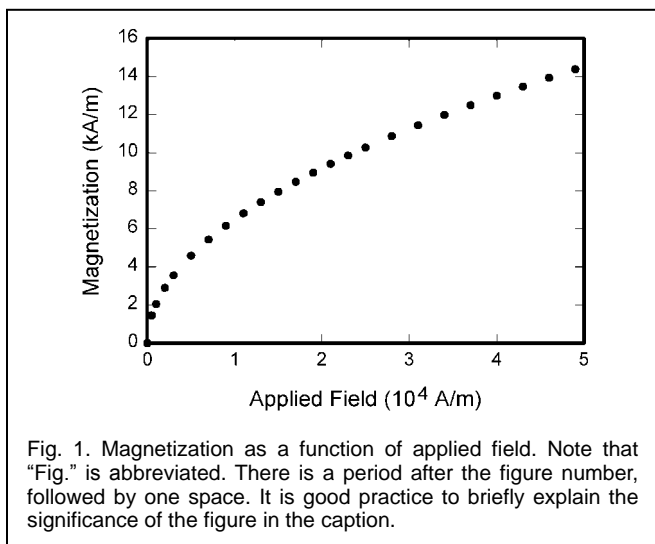 16
14
12
10
8
6
4
2
0
Magnetization (kA/m)
0 1 2 3 4 5
Applied Field (10⁴ A/m)
Fig. 1. Magnetization as a function of applied field. Note that
“Fig.” is abbreviated. There is a period after the figure number,
followed by one space. It is good practice to briefly explain the
significance of the figure in the caption.